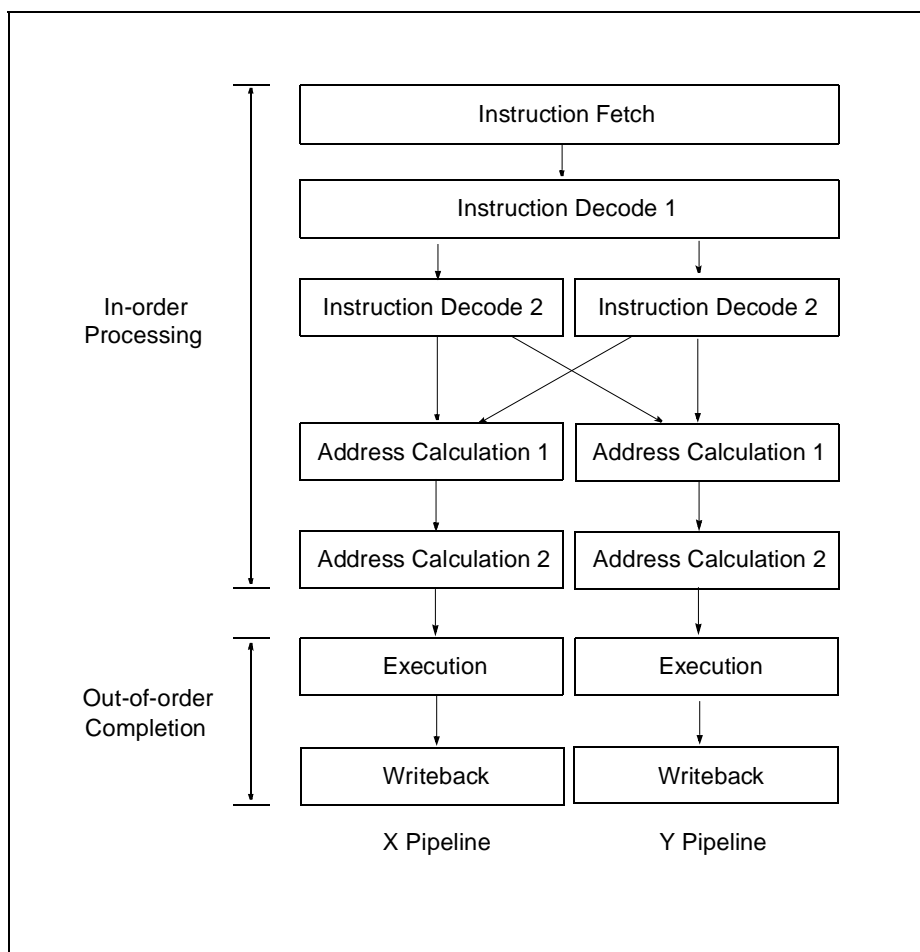 Instruction Fetch
Instruction Decode 1
Instruction Decode 2
Instruction Decode 2
In-order
Processing
Address Calculation 1
Address Calculation 1
Address Calculation 2
Address Calculation 2
Execution
Execution
Out-of-order
Completion
Writeback
Writeback
X Pipeline
Y Pipeline